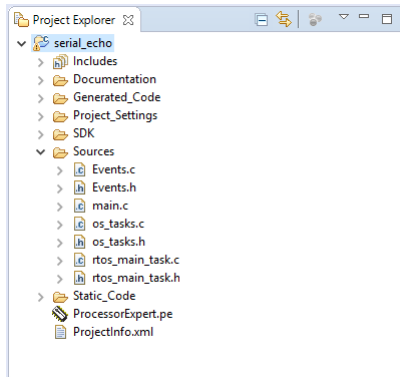 Project Explorer
serial_echo
Includes
Documentation
Generated_Code
Project_Settings
SDK
Sources
.c Events.c
.h Events.h
.c main.c
.c os_tasks.c
.h os_tasks.h
.c rtos_main_task.c
.h rtos_main_task.h
Static_Code
ProcessorExpert.pe
ProjectInfo.xml